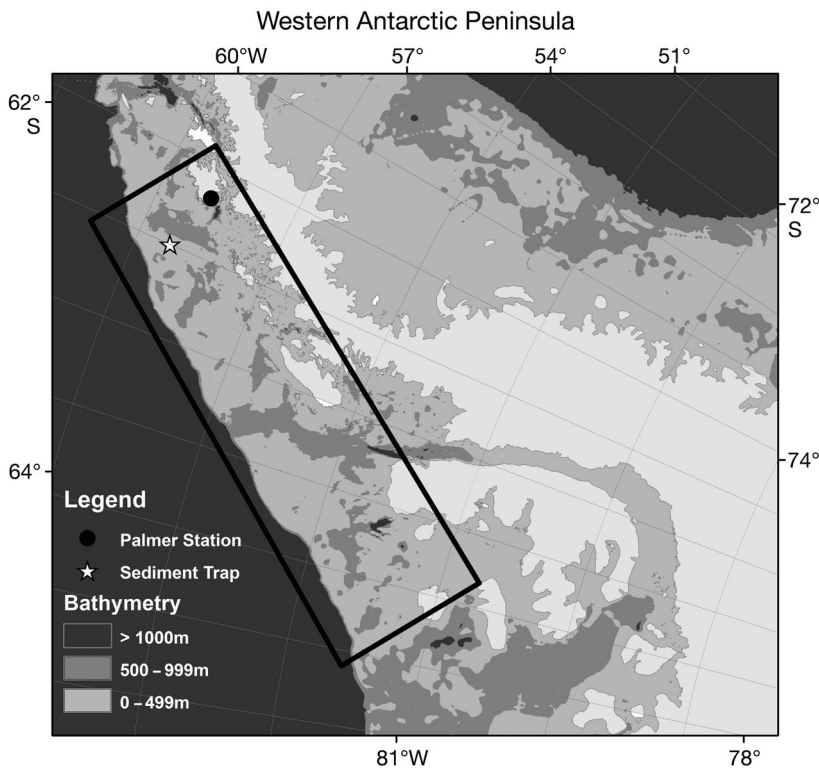 Western Antarctic Peninsula
60°W 57° 54° 51°
62°
S
72°
S
64°
74°
Legend
Palmer Station
Sediment Trap
Bathymetry
> 1000m
500 – 999m
0 – 499m
81°W 78°